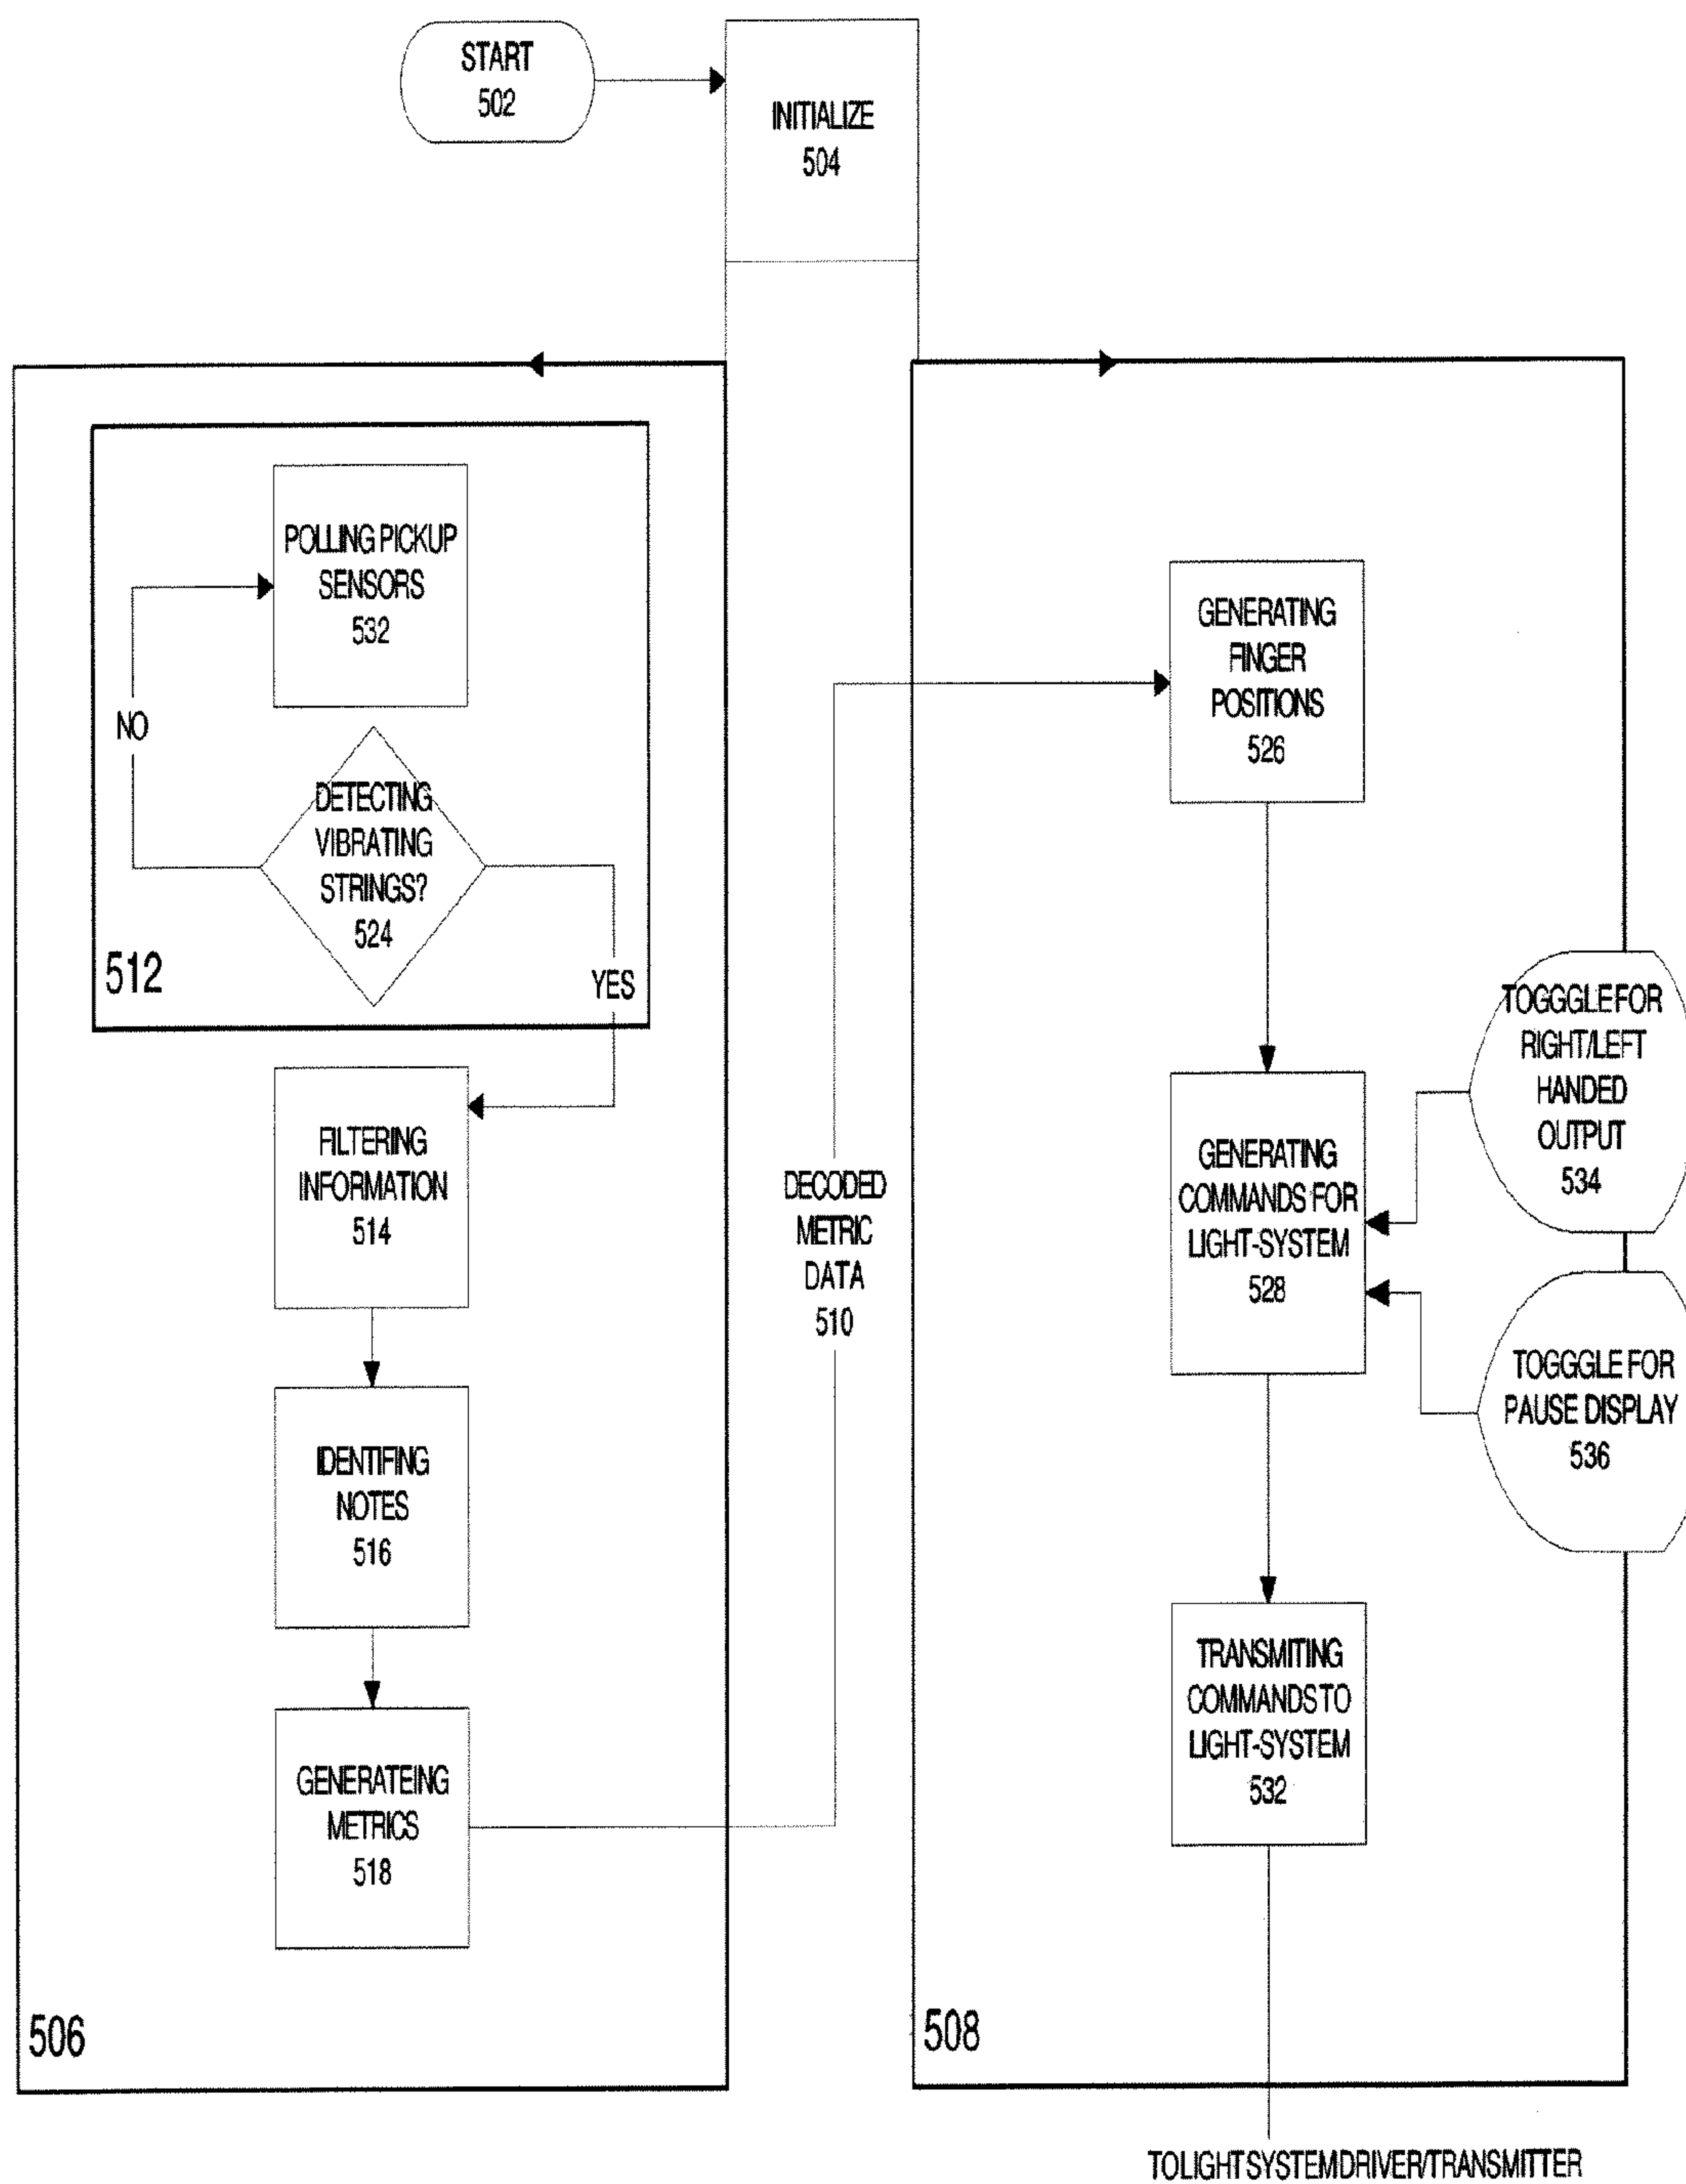 START
502
INITIALIZE
504
POLLING PICKUP
SENSORS
532
NO
DETECTING
VIBRATING
STRINGS?
524
512
YES
FILTERING
INFORMATION
514
IDENTIFING
NOTES
516
GENERATEING
METRICS
518
506
DECODED
METRIC
DATA
510
GENERATING
FINGER
POSITIONS
526
GENERATING
COMMANDS FOR
LIGHT-SYSTEM
528
TOGGGLE FOR
RIGHT/LEFT
HANDED
OUTPUT
534
TOGGGLE FOR
PAUSE DISPLAY
536
TRANSMITING
COMMANDS TO
LIGHT-SYSTEM
532
508
TO LIGHT SYSTEM DRIVER/TRANSMITTER